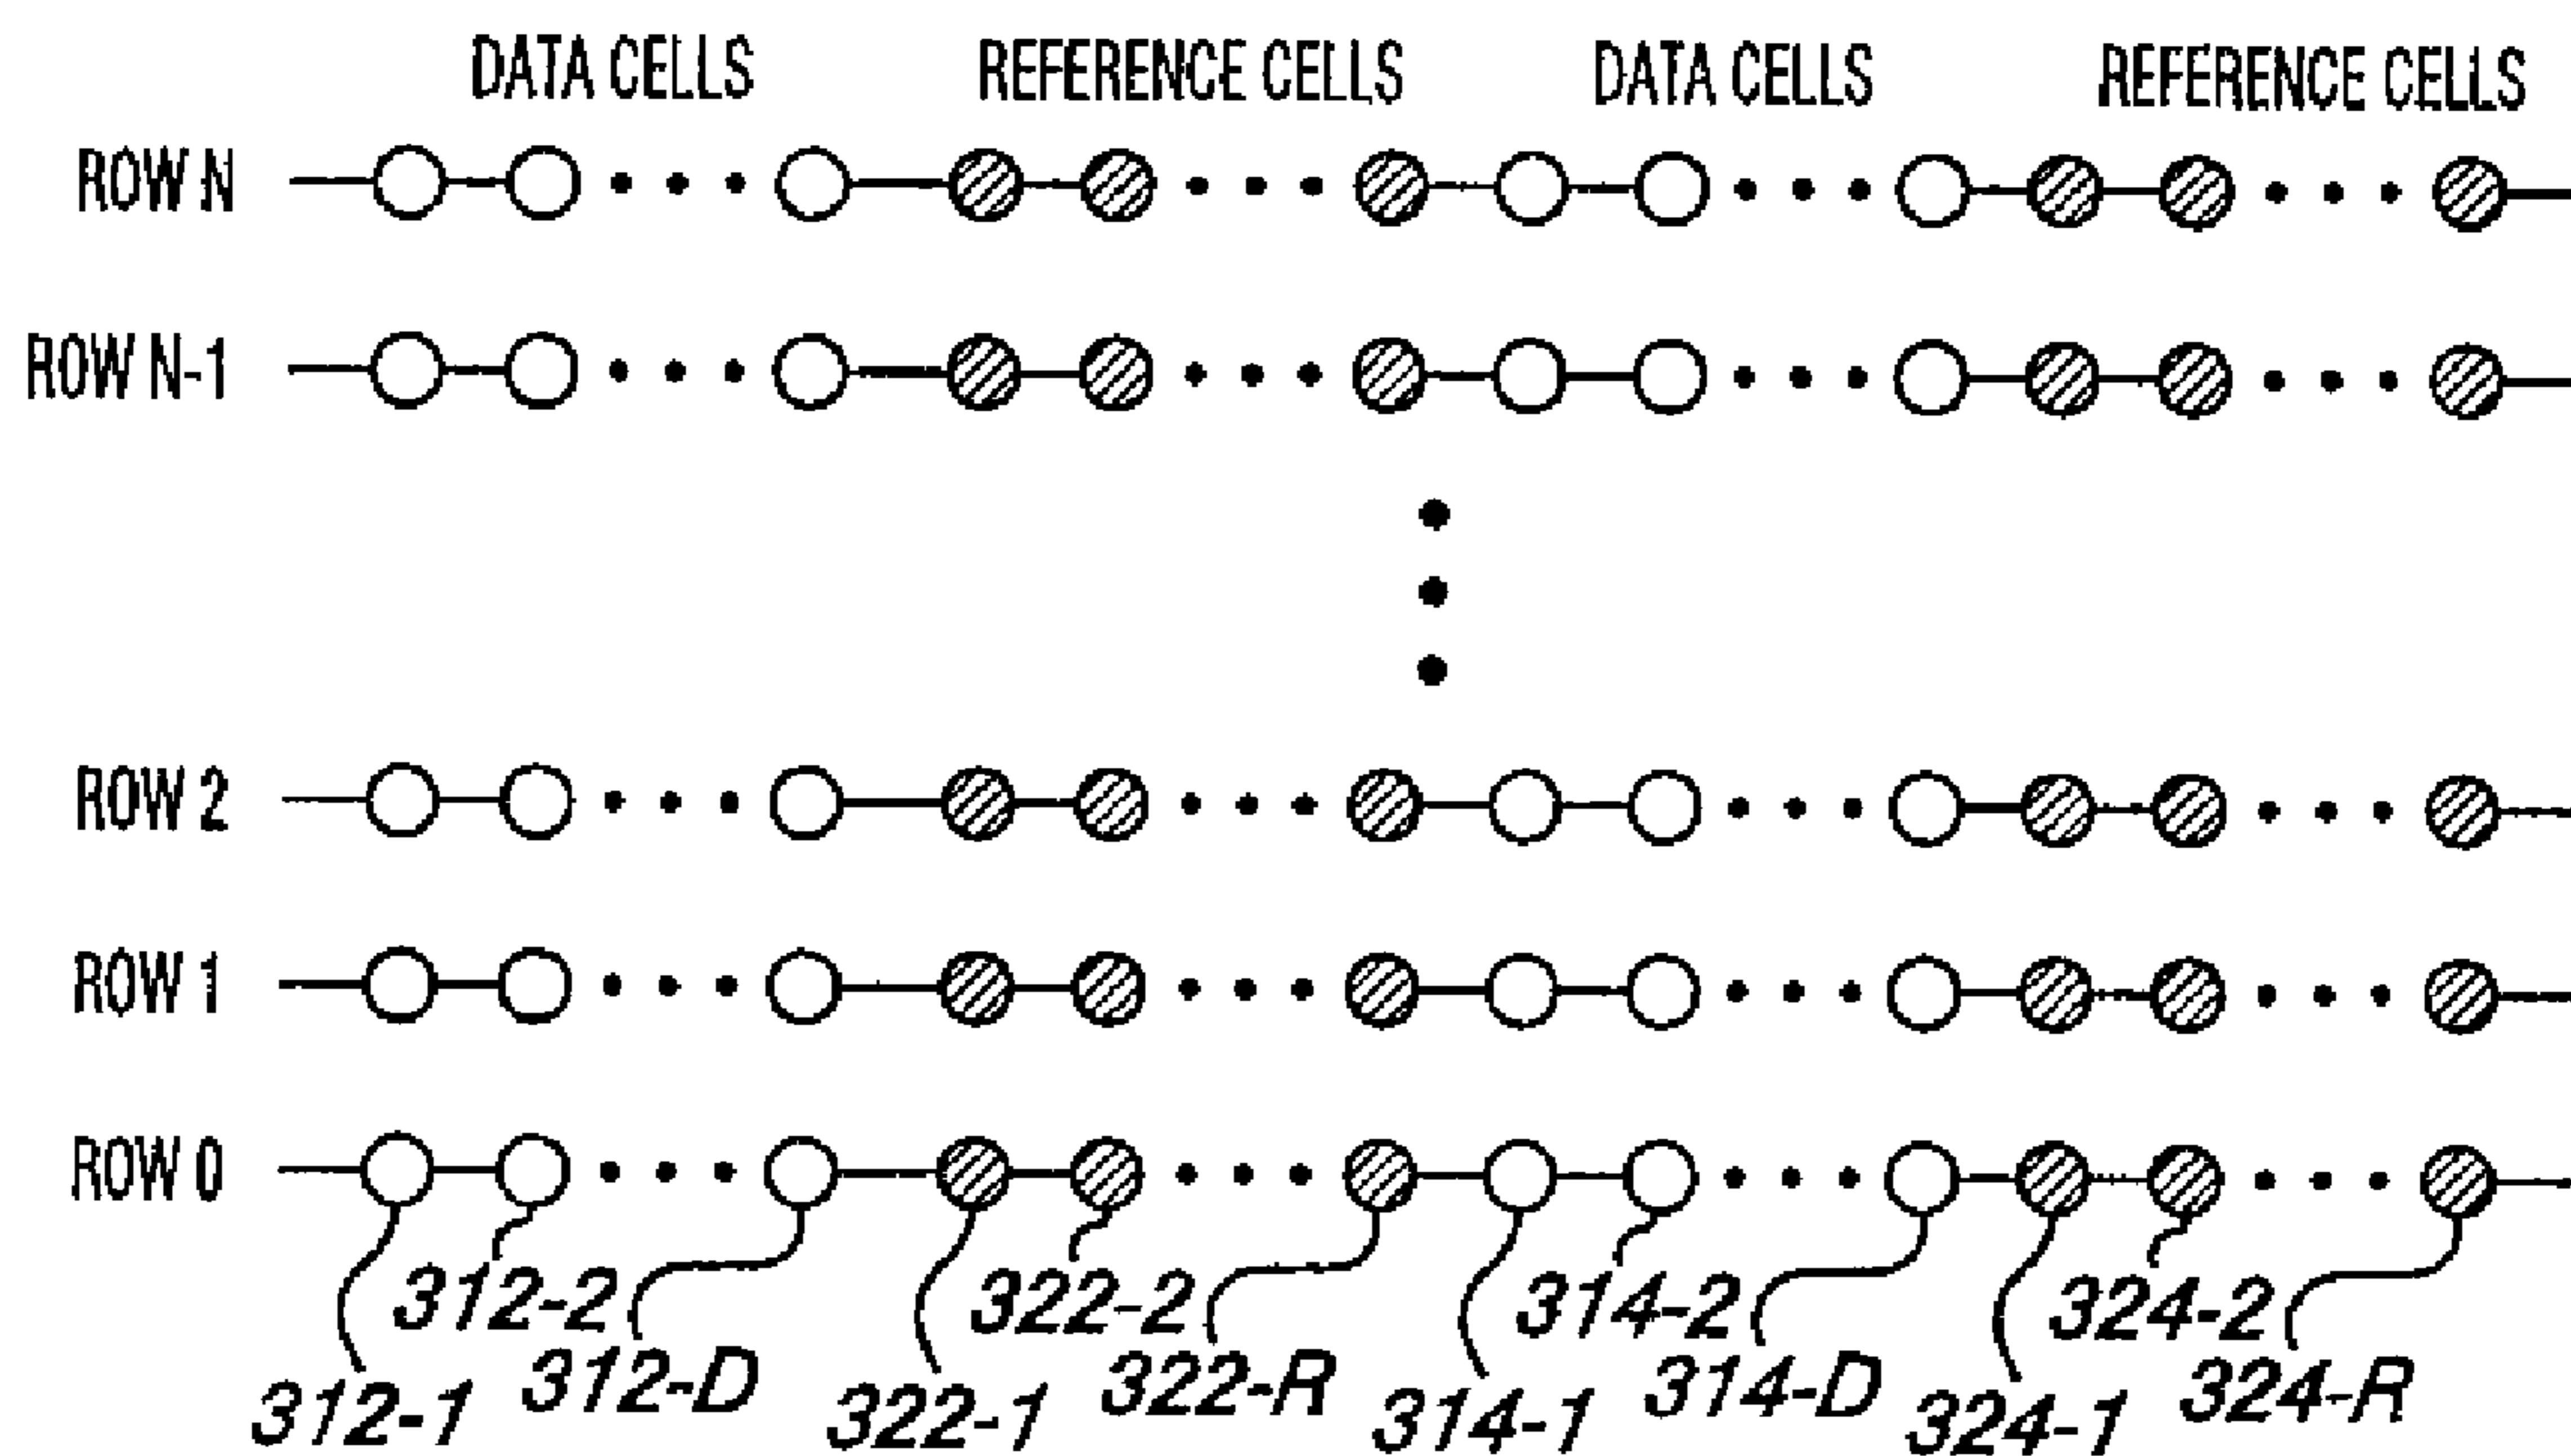 DATA CELLS REFERENCE CELLS DATA CELLS REFERENCE CELLS
ROW N
ROW N-1
ROW 2
ROW 1
ROW 0
312-2 322-2 314-2 324-2
312-1 312-D 322-1 322-R 314-1 314-D 324-1 324-R